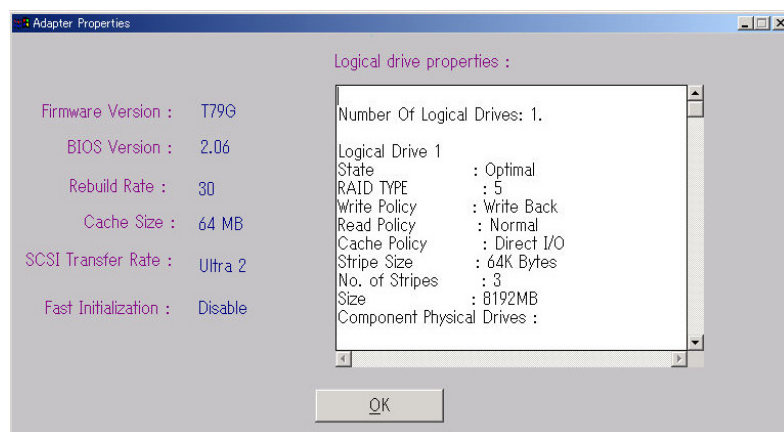 Adapter Properties
Logical drive properties :
Firmware Version : T79G
BIOS Version : 2.06
Rebuild Rate : 30
Cache Size : 64 MB
SCSI Transfer Rate : Ultra 2
Fast Initialization : Disable
Number Of Logical Drives: 1.
Logical Drive 1
State : Optimal
RAID TYPE : 5
Write Policy : Write Back
Read Policy : Normal
Cache Policy : Direct I/O
Stripe Size : 64K Bytes
No. of Stripes : 3
Size : 8192MB
Component Physical Drives :
OK